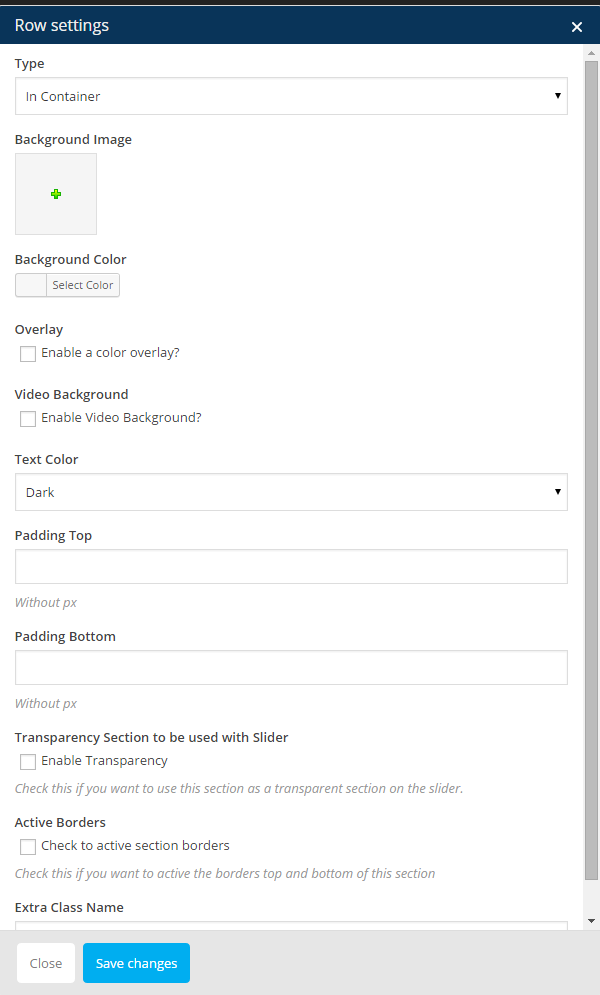 Row settings
Type
In Container
Background Image
Background Color
Select Color
Overlay
Enable a color overlay?
Video Background
Enable Video Background?
Text Color
Dark
Padding Top
Without px
Padding Bottom
Without px
Transparency Section to be used with Slider
Enable Transparency
Check this if you want to use this section as a transparent section on the slider.
Active Borders
Check to active section borders
Check this if you want to active the borders top and bottom of this section
Extra Class Name
Close
Save changes